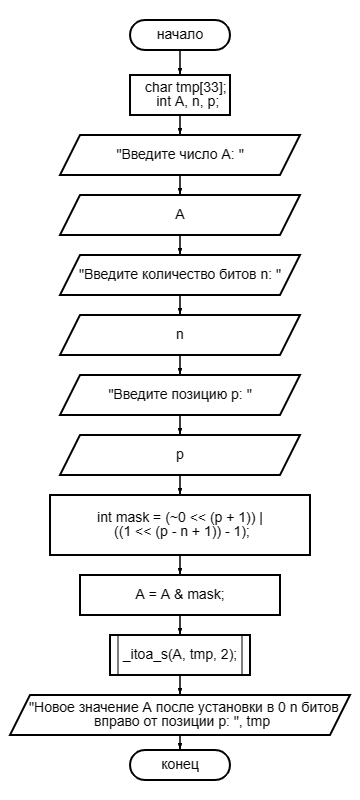 начало
char tmp[33];
int A, n, p;
"Введите число A: "
A
"Введите количество битов n: "
n
"Введите позицию p: "
p
int mask = (~0 << (p + 1)) |
((1 << (p - n + 1)) - 1);
A = A & mask;
_itoa_s(A, tmp, 2);
"Новое значение A после установки в 0 n битов
вправо от позиции p: ", tmp
конец